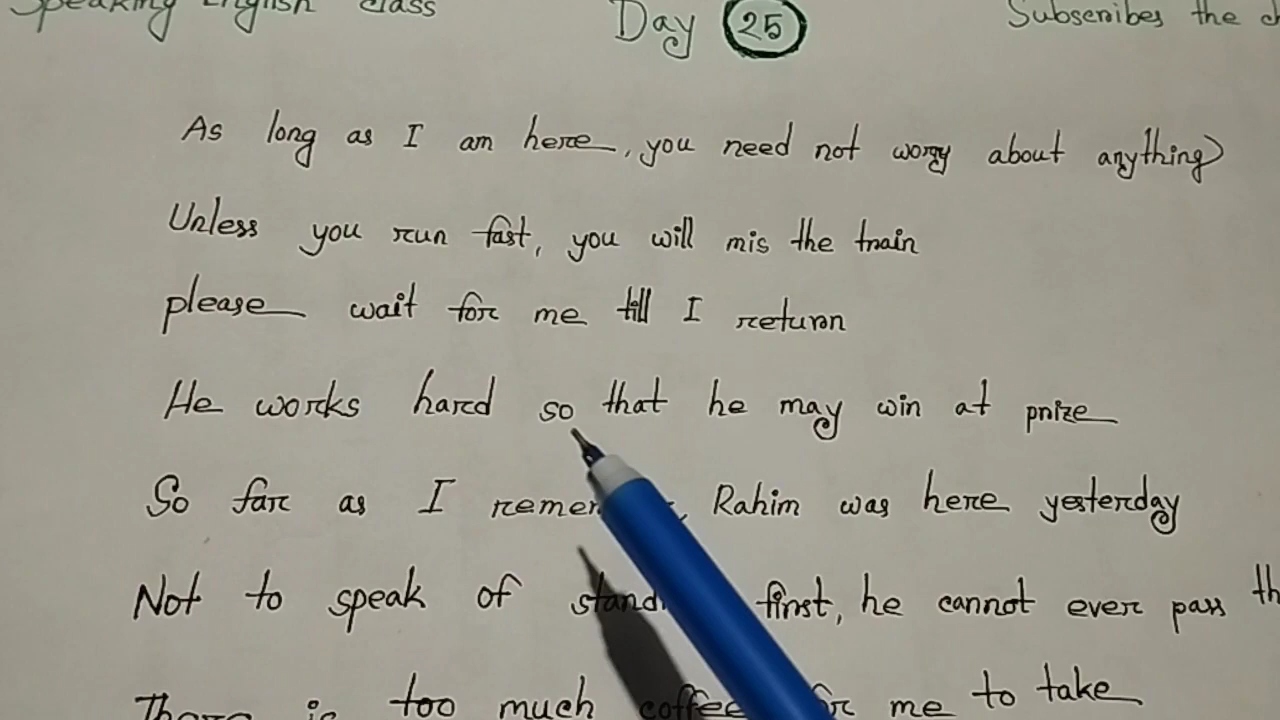 Speaking English class Day 25 Subscribes the
As long as I am here, you need not worry about anything
Unless you run fast, you will mis the train
please wait for me till I return
He works hard so that he may win at prize
So far as I Rahim was here yesterday
Not to speak of first, he cannot ever pass
There is too much coffee for me to take